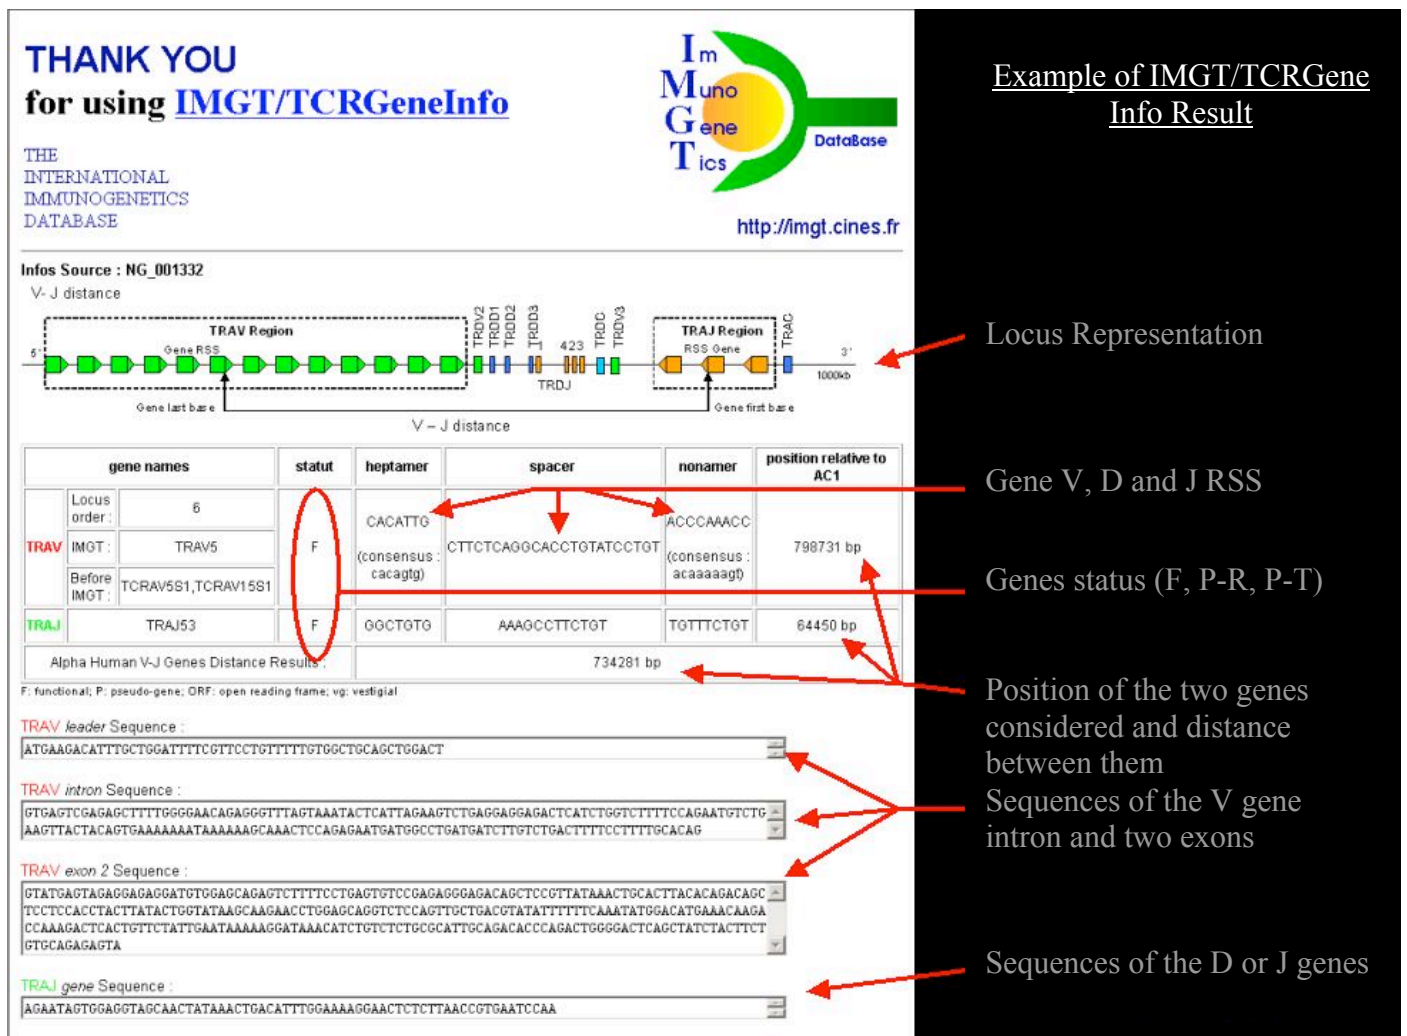 THANK YOU
for using IMGT/TCRGeneInfo
THE
INTERNATIONAL
IMMUNOGENETICS
DATABASE
Im
Muno
Gene
Tics
DataBase
http://imgt.cines.fr
Example of IMGT/TCRGene
Info Result
Infos Source : NG_001332
V- J distance
TRAV Region
Gene RSS
5'
TRDV2
TRDD1
TRDD2
TRDD3
1
423
TRDJ
TRDC
TRDV3
TRAJ Region
RSS Gene
TRAC
3'
1000kb
Gene last base
Gene first base
V – J distance
Locus Representation
gene names statut heptamer spacer nonamer position relative to AC1
TRAV
Locus order : 6
IMGT : TRAV5
Before IMGT : TCRAV5S1,TCRAV15S1
F
CACATTG
(consensus :
cacagtg)
CTTCTCAGGCACCTGTATCCTGT
ACCCAAACC
(consensus :
acaaaaagt)
798731 bp
TRAJ TRAJ53 F GGCTGTG AAAGCCTTCTGT TGTTTCTGT 64450 bp
Alpha Human V-J Genes Distance Results : 734281 bp
F: functional; P: pseudo-gene; ORF: open reading frame; vg: vestigial
Gene V, D and J RSS
Genes status (F, P-R, P-T)
Position of the two genes
considered and distance
between them
Sequences of the V gene
intron and two exons
TRAV leader Sequence :
ATGAAGACATTTGCTGGATTTTCGTTCCTGTTTTTGTGGCTGCAGCTGGACT
TRAV intron Sequence :
GTGAGTCGAGAGCTTTTGGGGAACAGAGGGTTTAGTAAATACTCATTAGAAGTCTGAGGAGGAGACTCATCTGGTCTTTTCCAGAATGTCTG
AAGTTACTACAGTGAAAAAAATAAAAAAGCAAACTCCAGAGAATGATGGCCTGATGATCTTGTCTGACTTTTCCTTTTGCACAG
TRAV exon 2 Sequence :
GTATGAGTAGAGGAGAGGATGTGGAGCAGAGTCTTTTCCTGAGTGTCCGAGAGGGAGACAGCTCCGTTATAAACTGCACTTACACAGACAGC
TCCTCCACCTACTTATACTGGTATAAGCAAGAACCTGGAGCAGGTCTCCAGTTGCTGACGTATATTTTTTCAAATATGGACATGAAACAAGA
CCAAAGACTCACTGTTCTATTGAATAAAAAGGATAAACATCTGTCTCTGCGCATTGCAGACACCCAGACTGGGGACTCAGCTATCTACTTCT
GTGCAGAGAGTA
TRAJ gene Sequence :
AGAATAGTGGAGGTAGCAACTATAAACTGACATTTGGAAAAGGAACTCTCTTAACCGTGAATCCAA
Sequences of the D or J genes